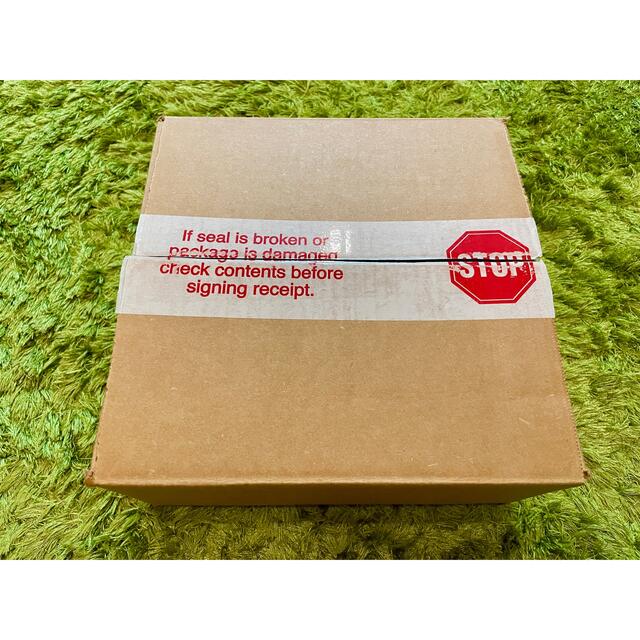 If seal is broken or
package is damaged
check contents before
signing receipt.
STOP